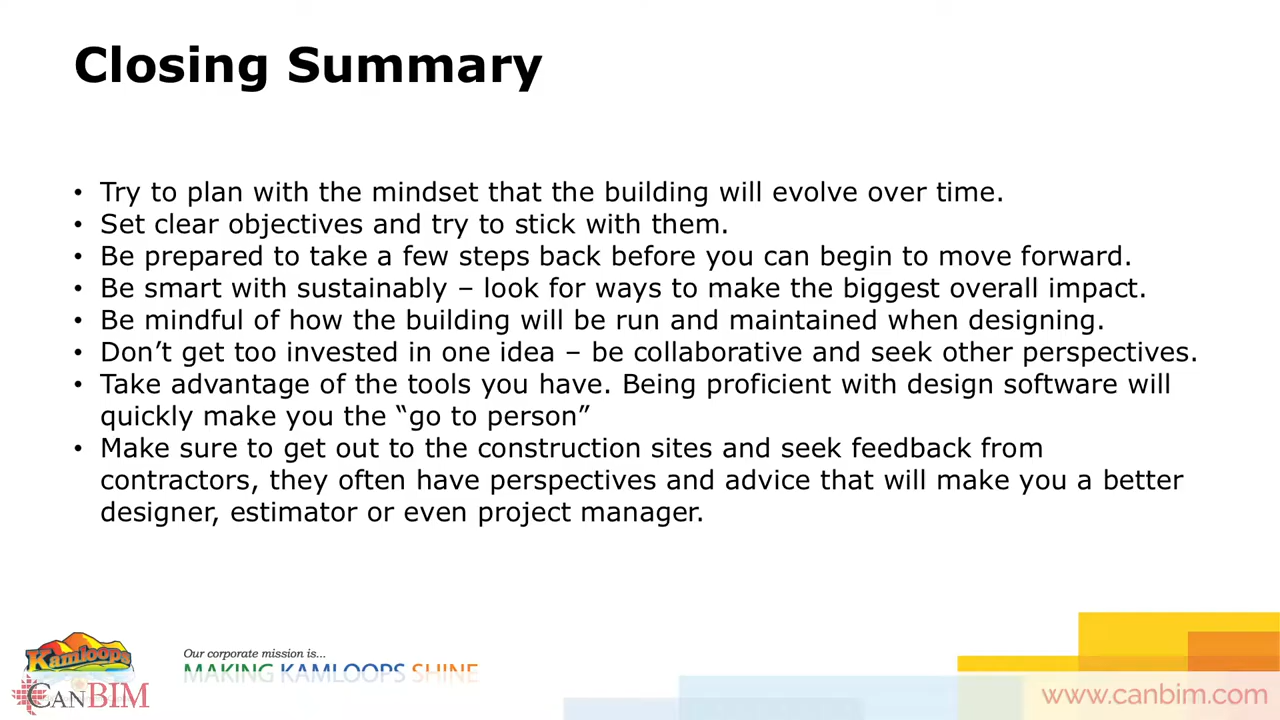 Closing Summary
• Try to plan with the mindset that the building will evolve over time.
• Set clear objectives and try to stick with them.
• Be prepared to take a few steps back before you can begin to move forward.
• Be smart with sustainably – look for ways to make the biggest overall impact.
• Be mindful of how the building will be run and maintained when designing.
• Don’t get too invested in one idea – be collaborative and seek other perspectives.
• Take advantage of the tools you have. Being proficient with design software will
quickly make you the “go to person”
• Make sure to get out to the construction sites and seek feedback from
contractors, they often have perspectives and advice that will make you a better
designer, estimator or even project manager.
Kamloops
Our corporate mission is...
MAKING KAMLOOPS SHINE
CANBIM
www.canbim.com